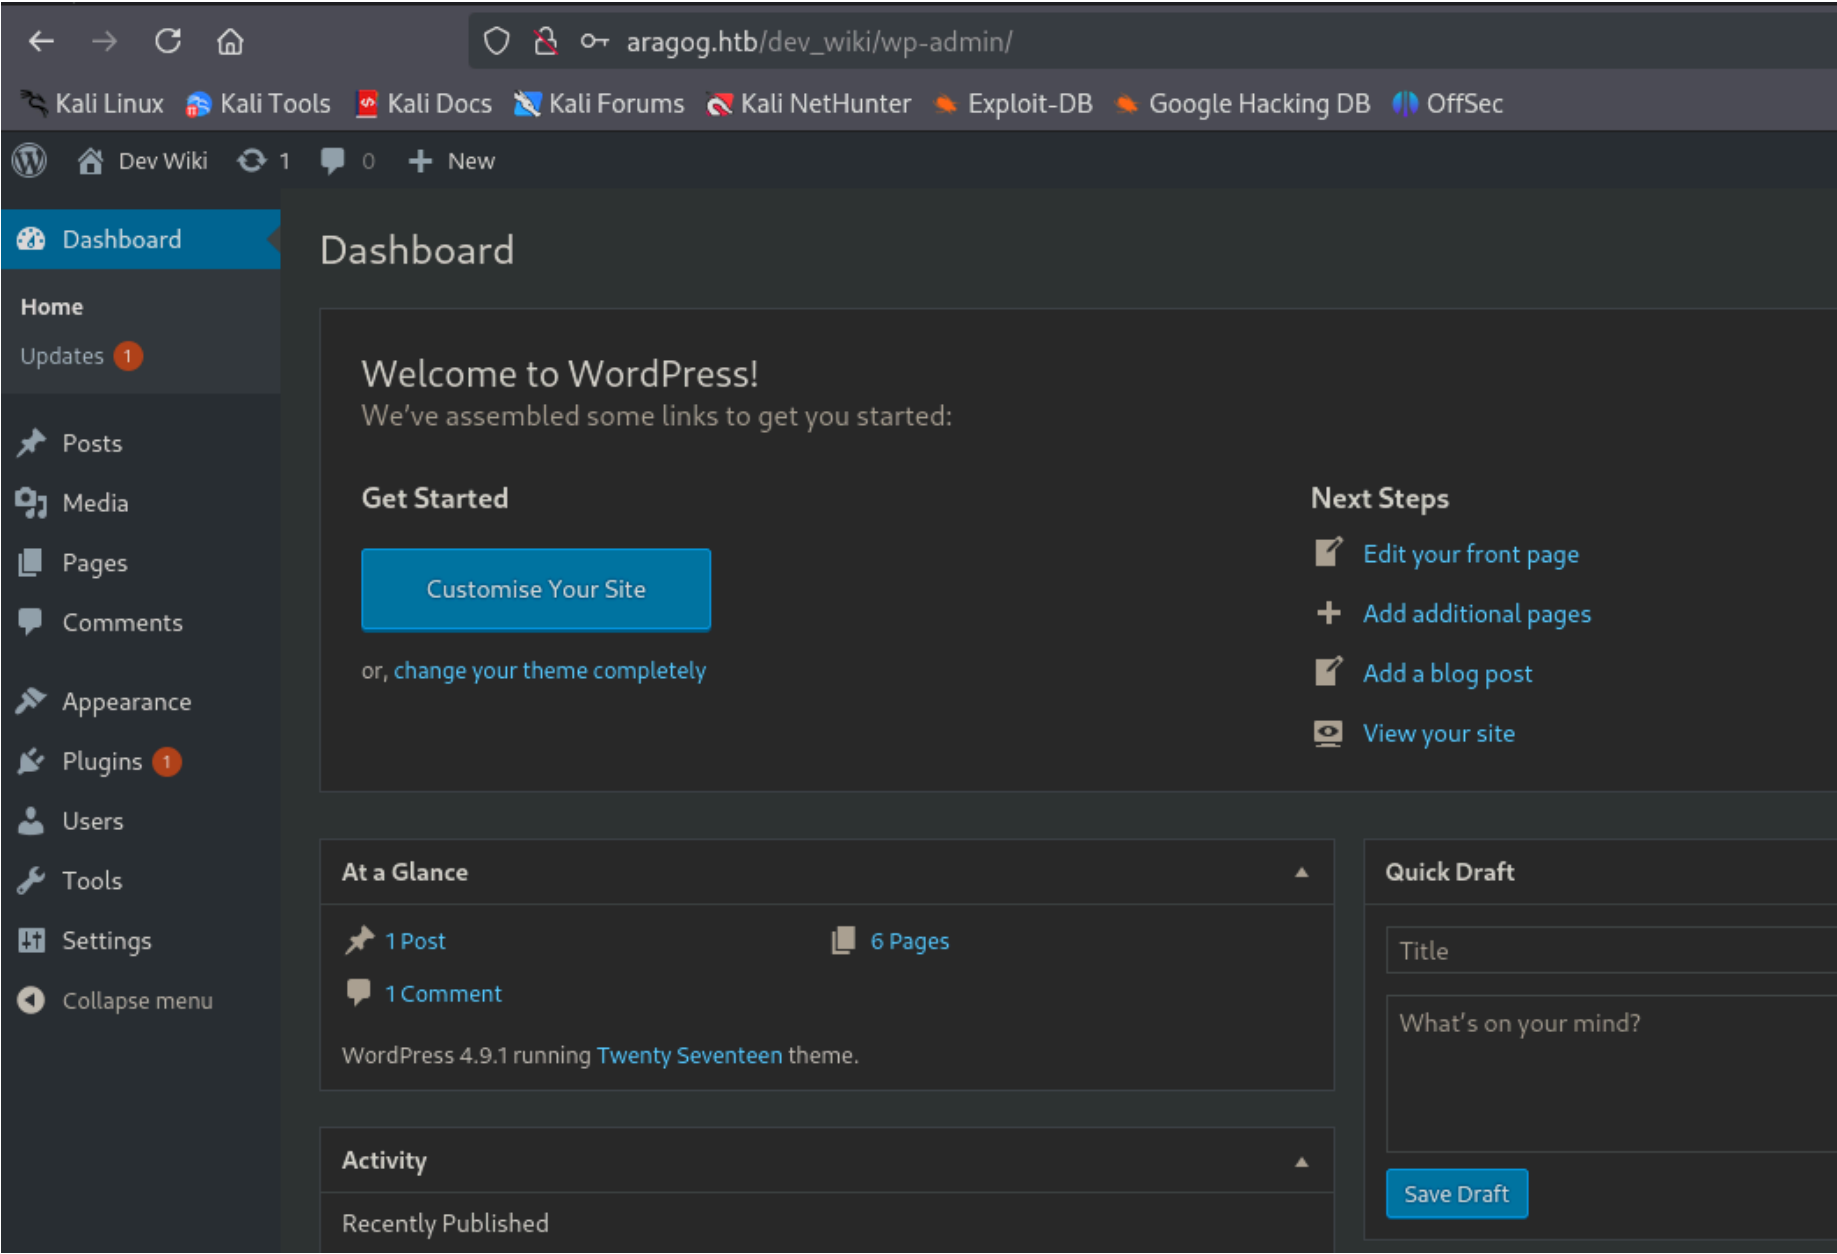 aragog.htb/dev_wiki/wp-admin/
Kali Linux Kali Tools Kali Docs Kali Forums Kali NetHunter Exploit-DB Google Hacking DB OffSec
Dev Wiki 1 0 New
Dashboard
Home
Updates 1
Posts
Media
Pages
Comments
Appearance
Plugins 1
Users
Tools
Settings
Collapse menu
Dashboard
Welcome to WordPress!
We've assembled some links to get you started:
Get Started
Customise Your Site
or, change your theme completely
Next Steps
Edit your front page
Add additional pages
Add a blog post
View your site
At a Glance
1 Post 6 Pages
1 Comment
WordPress 4.9.1 running Twenty Seventeen theme.
Activity
Recently Published
Quick Draft
Title
What's on your mind?
Save Draft